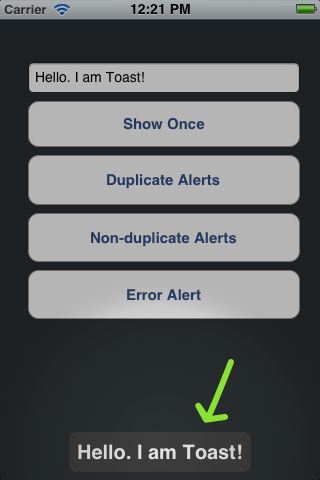 Carrier 12:21 PM
Hello. I am Toast!
Show Once
Duplicate Alerts
Non-duplicate Alerts
Error Alert
Hello. I am Toast!